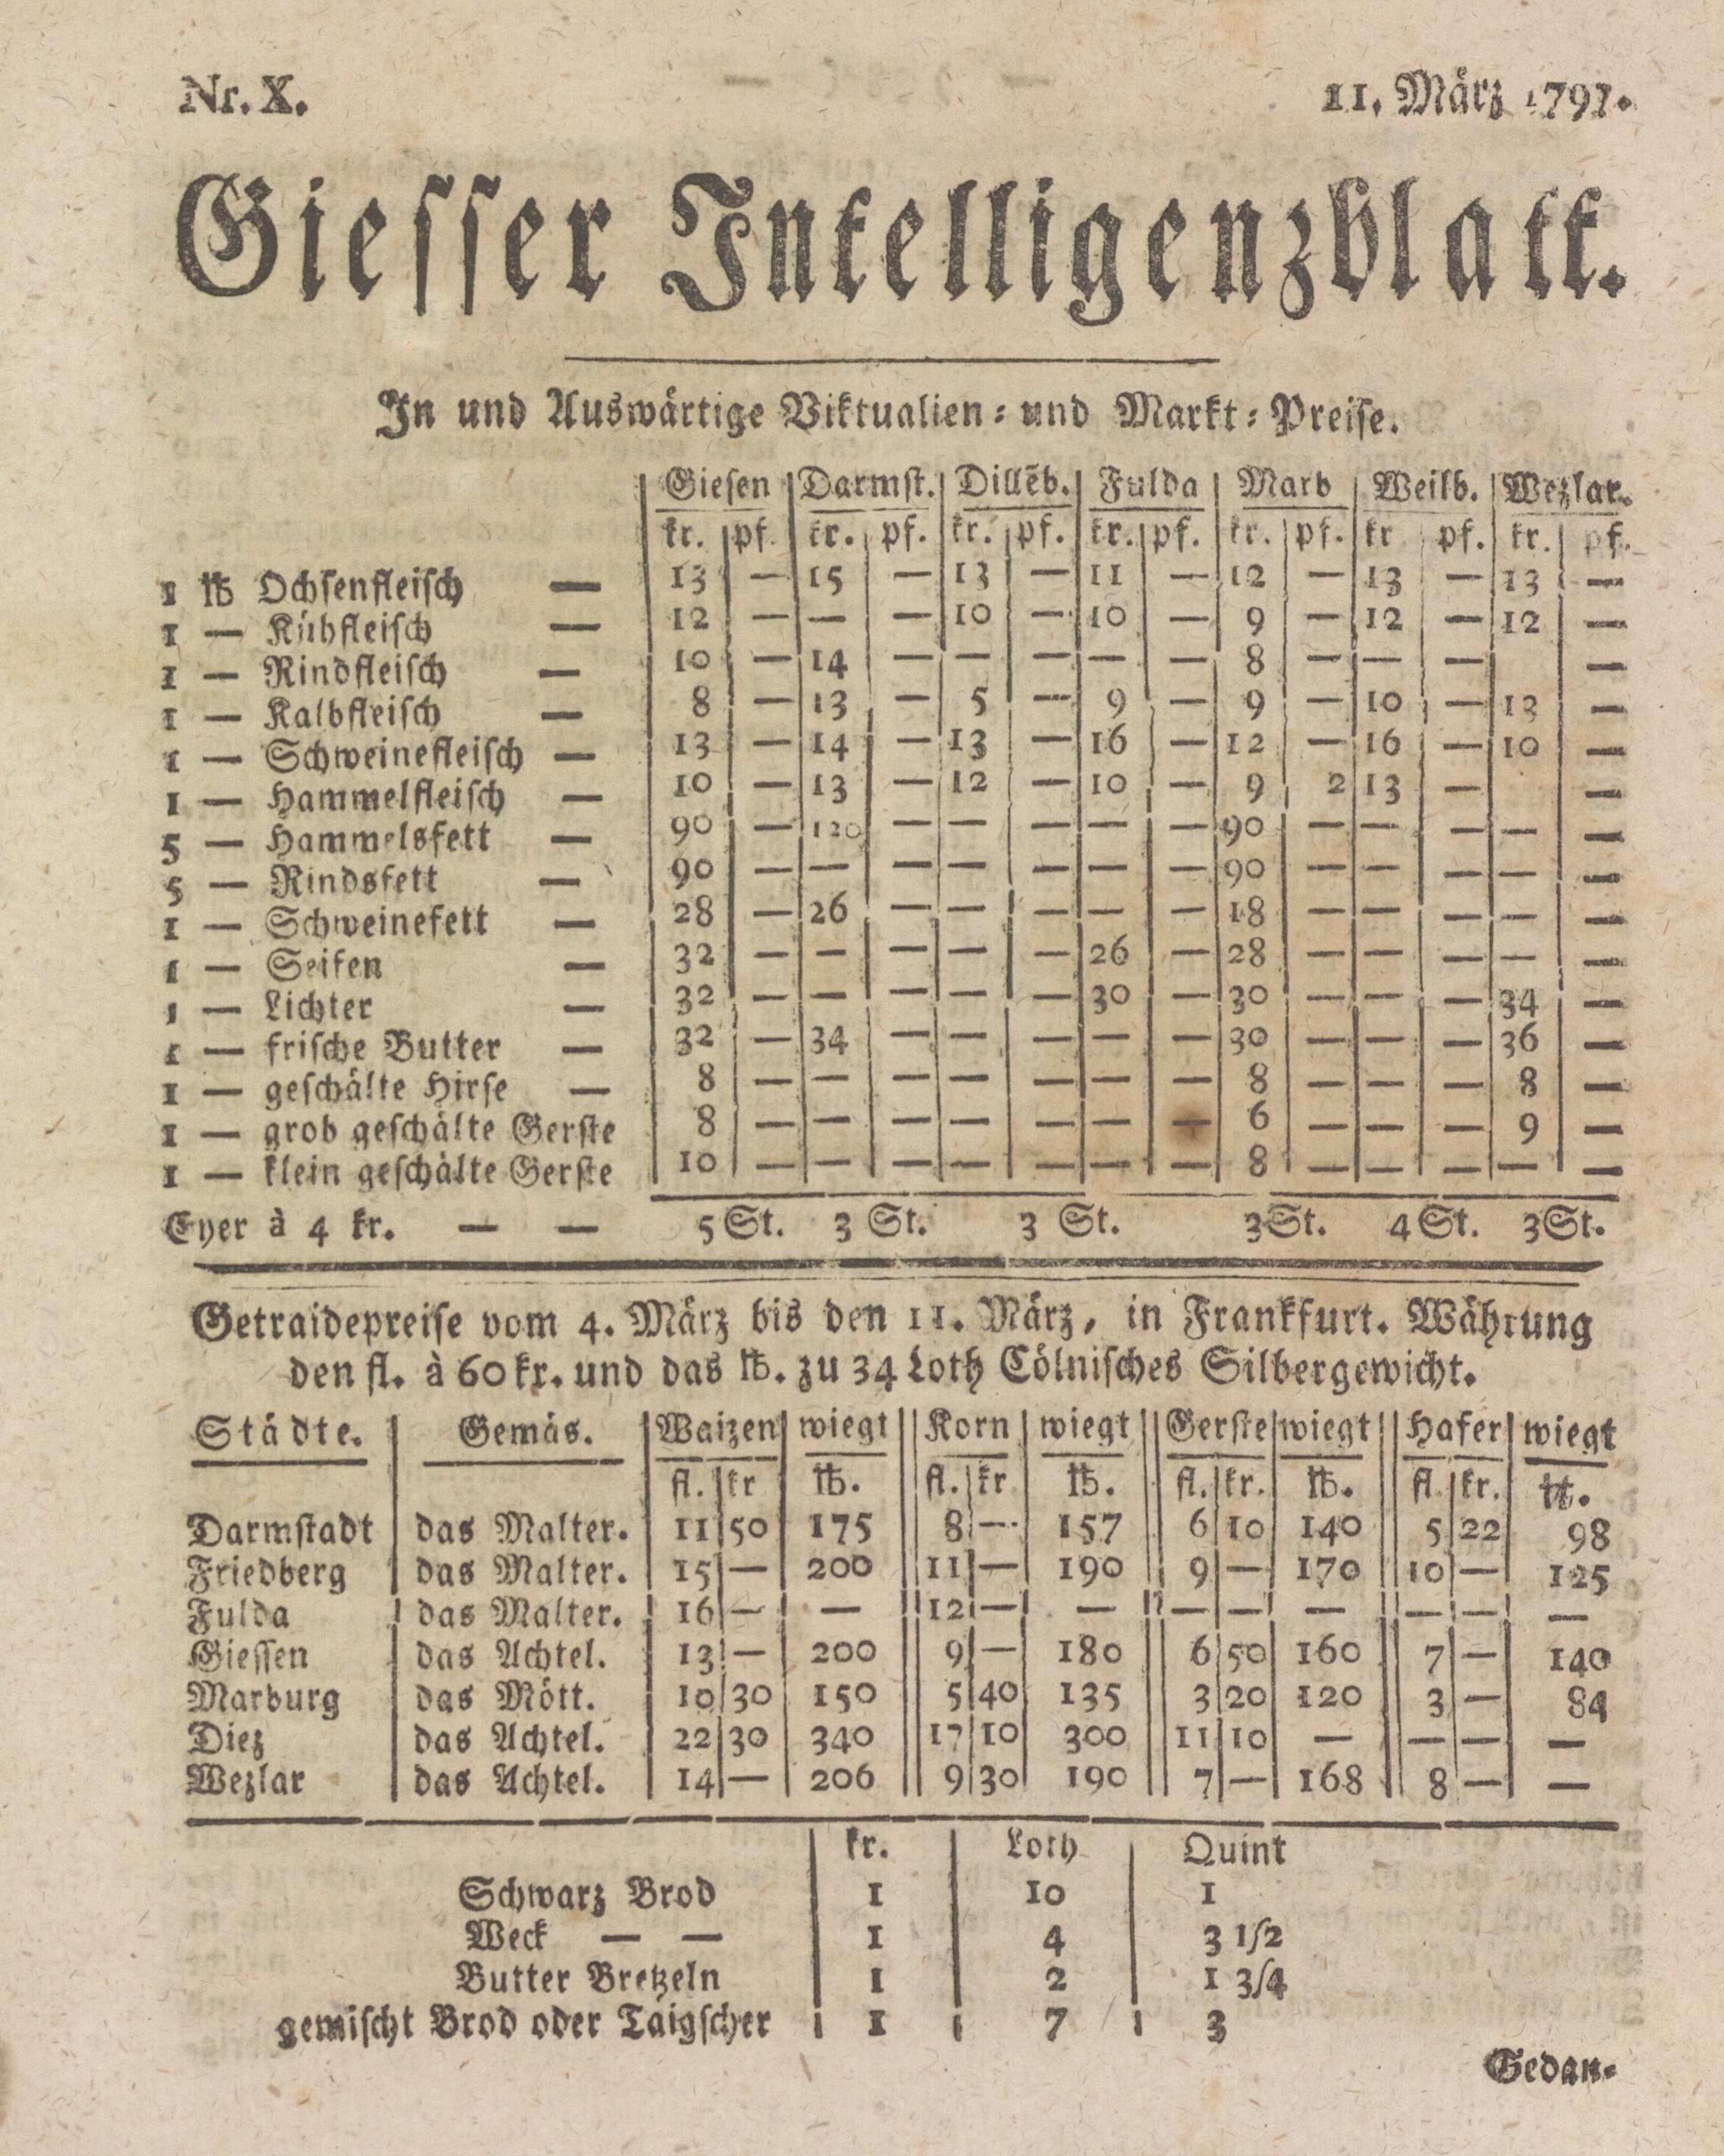 Nr. X. 11. März 1791.
Giesser Intelligenzblatt.
In und Auswärtige Viktualien- und Markt-Preise.
Giesen Darmst. Dillēb. Fulda Marb Weilb. Wezlar.
kr. pf. kr. pf. kr. pf. kr. pf. kr. pf. kr pf. kr. pf.
1 ℔ Ochsenfleisch — 13 — 15 — 13 — 11 — 12 — 13 — 13 —
1 — Kühfleisch — 12 — — — 10 — 10 — 9 — 12 — 12 —
1 — Rindfleisch — 10 — 14 — — — — — 8 — — — —
1 — Kalbfleisch — 8 — 13 — 5 — 9 — 9 — 10 — 13 —
1 — Schweinefleisch — 13 — 14 — 13 — 16 — 12 — 16 — 10 —
1 — Hammelfleisch — 10 — 13 — 12 — 10 — 9 2 13 — —
5 — Hammelsfett — 90 — 120 — — — — — 90 — — — — —
5 — Rindsfett — 90 — — — — — — — 90 — — — — —
1 — Schweinefett — 28 — 26 — — — — — 18 — — — — —
1 — Seifen — 32 — — — — — 26 — 28 — — — — —
1 — Lichter — 32 — — — — — 30 — 30 — — — 34 —
1 — frische Butter — 32 — 34 — — — — — 30 — — — 36 —
1 — geschälte Hirse — 8 — — — — — — — 8 — — — 8 —
1 — grob geschälte Gerste 8 — — — — — — — 6 — — — 9 —
1 — klein geschälte Gerste 10 — — — — — — — 8 — — — — —
Eyer à 4 kr. — — 5 St. 3 St. 3 St. 3 St. 4 St. 3 St.
Getraidepreise vom 4. März bis den 11. März, in Frankfurt. Währung
den fl. à 60 kr. und das ℔. zu 34 Loth Cölnisches Silbergewicht.
Städte. Gemäs. Waizen wiegt Korn wiegt Gerste wiegt Hafer wiegt
fl. kr ℔. fl. kr ℔. fl. kr. ℔. fl kr. ℔.
Darmstadt das Malter. 11 50 175 8 — 157 6 10 140 5 22 98
Friedberg das Malter. 15 — 200 11 — 190 9 — 170 10 — 125
Fulda das Malter. 16 — — 12 — — — — — — — —
Giessen das Achtel. 13 — 200 9 — 180 6 50 160 7 — 140
Marburg das Mött. 10 30 150 5 40 135 3 20 120 3 — 84
Diez das Achtel. 22 30 340 17 10 300 11 10 — — — —
Wezlar das Achtel. 14 — 206 9 30 190 7 — 168 8 — —
kr. Loth Quint
Schwarz Brod 1 10 1
Weck — — 1 4 3 1/2
Butter Bretzeln 1 2 1 3/4
gemischt Brod oder Taigscher 1 7 3
Gedan-